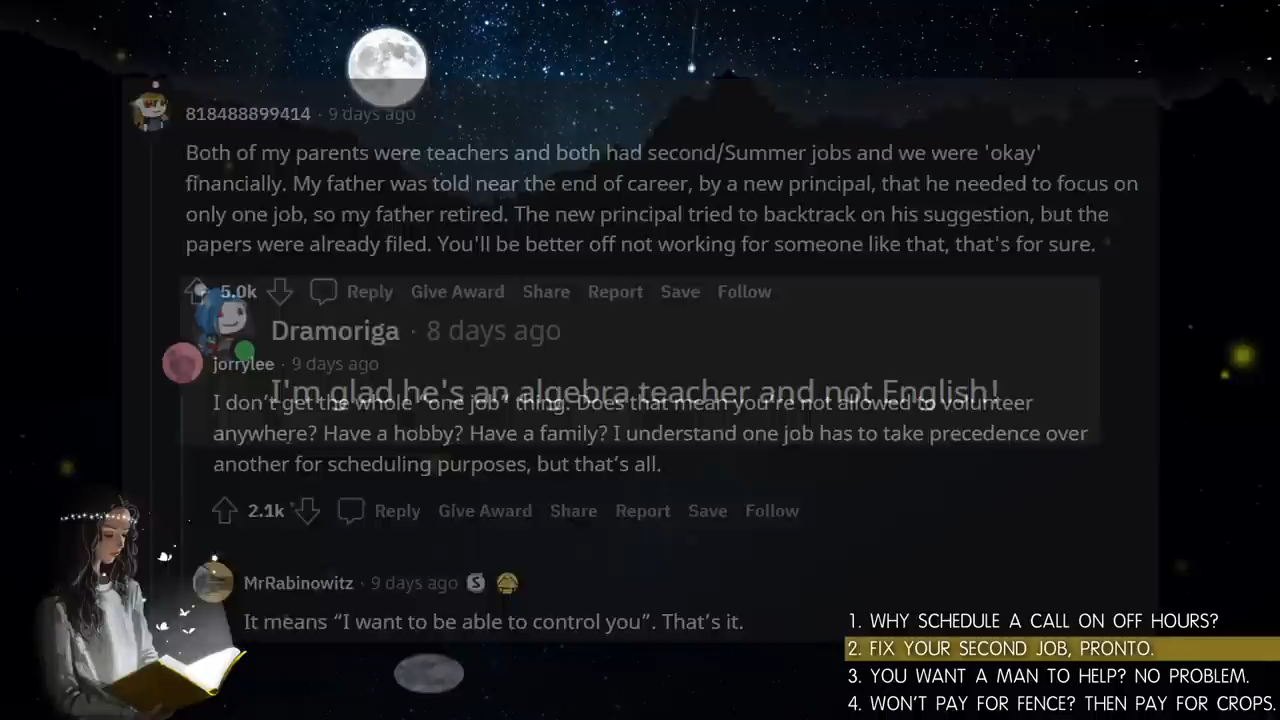 818488899414 · 9 days ago
Both of my parents were teachers and both had second/Summer jobs and we were 'okay'
financially. My father was told near the end of career, by a new principal, that he needed to focus on
only one job, so my father retired. The new principal tried to backtrack on his suggestion, but the
papers were already filed. You'll be better off not working for someone like that, that's for sure.
5.0k Reply Give Award Share Report Save Follow
Dramoriga · 8 days ago
jorrylee · 9 days ago
I'm glad he's an algebra teacher and not English!
I don’t get the whole “one job” thing. Does that mean you’re not allowed to volunteer
anywhere? Have a hobby? Have a family? I understand one job has to take precedence over
another for scheduling purposes, but that’s all.
2.1k Reply Give Award Share Report Save Follow
MrRabinowitz · 9 days ago S
It means “I want to be able to control you”. That’s it.
1. WHY SCHEDULE A CALL ON OFF HOURS?
2. FIX YOUR SECOND JOB, PRONTO.
3. YOU WANT A MAN TO HELP? NO PROBLEM.
4. WON’T PAY FOR FENCE? THEN PAY FOR CROPS.